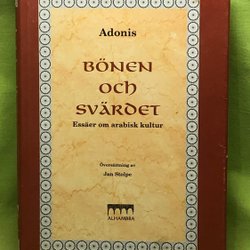 Adonis
BÖNEN
OCH
SVÄRDET
Essäer om arabisk kultur
Översättning av
Jan Stolpe
ALHAMBRA